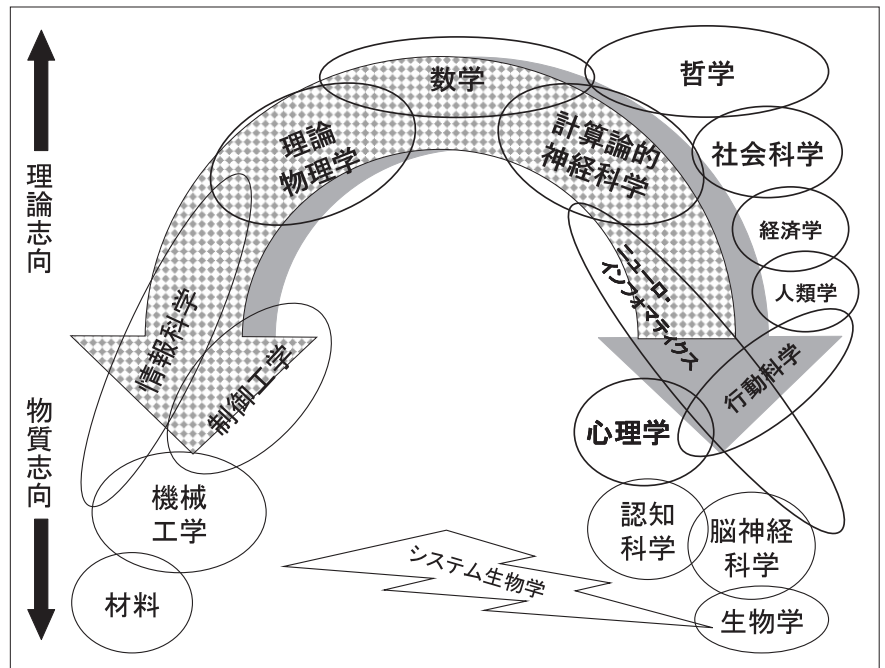 数学
哲学
理論
物理学
計算論的
神経科学
社会科学
理論志向
経済学
ニューロ・
インフォマティクス
人類学
情報科学
制御工学
行動科学
物質志向
心理学
機械
工学
認知
科学
脳神経
科学
システム生物学
材料
生物学